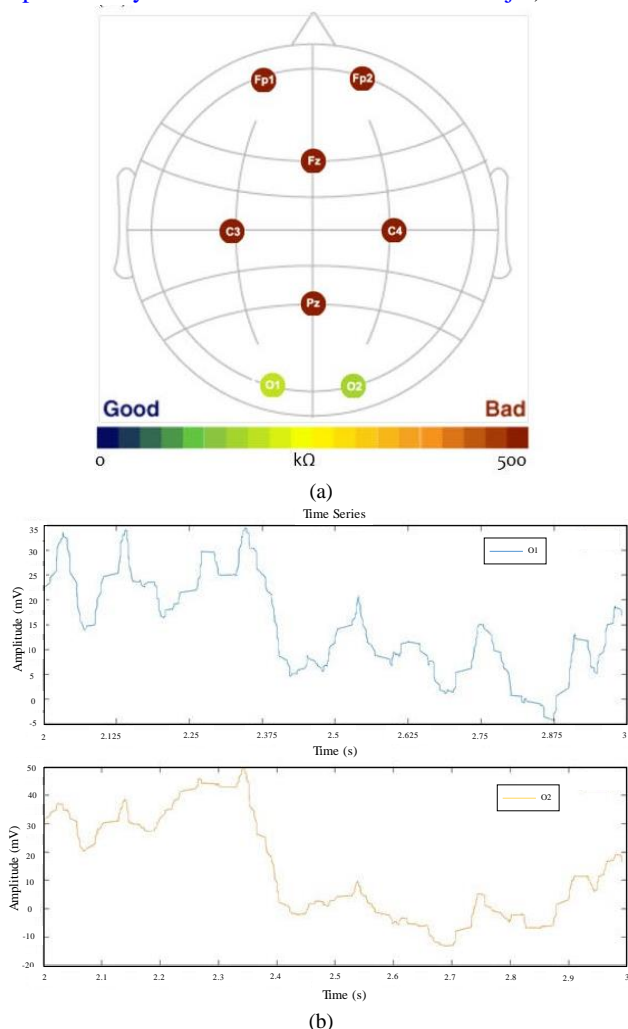 Fp1 Fp2
Fz
C3 C4
Pz
O1 O2
Good Bad
0 kΩ 500
(a)
Time Series
35
30
25
20
15
10
5
0
-5
Amplitude (mV)
O1
2 2.125 2.25 2.375 2.5 2.625 2.75 2.875 3
Time (s)
50
40
30
20
10
0
-10
-20
Amplitude (mV)
O2
2 2.1 2.2 2.3 2.4 2.5 2.6 2.7 2.8 2.9 3
Time (s)
(b)